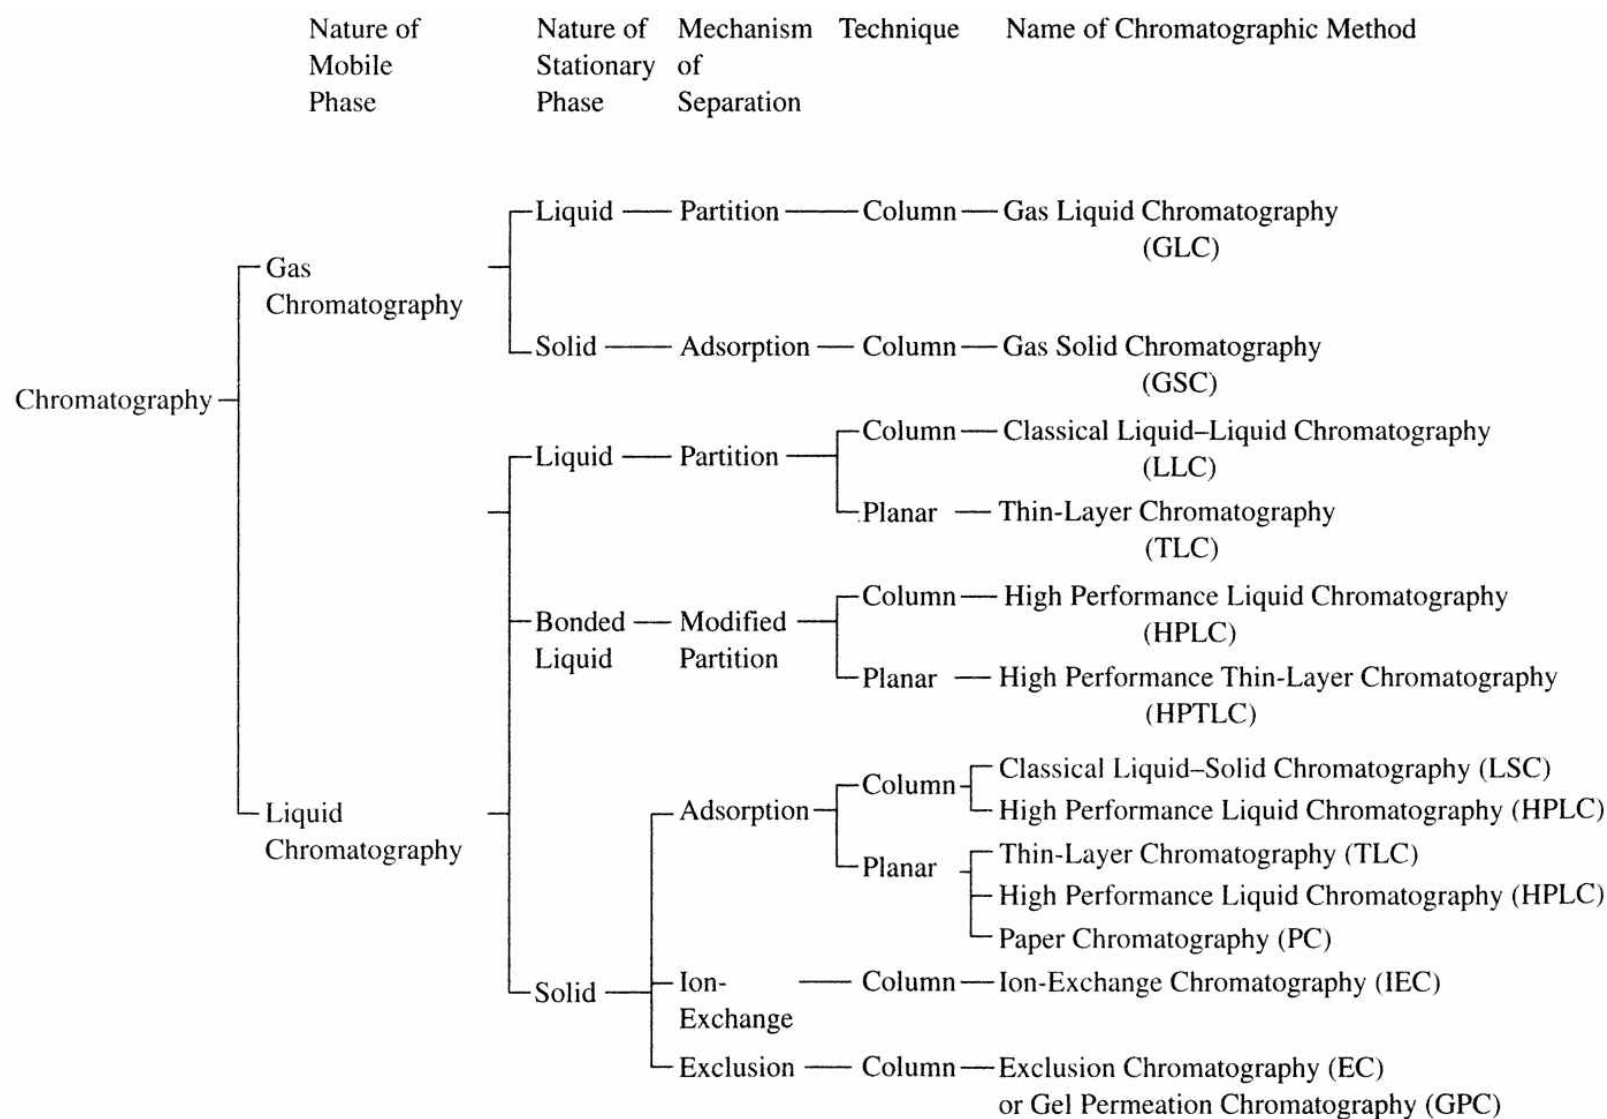 Nature of Mobile Phase
Nature of Stationary Phase
Mechanism of Separation
Technique
Name of Chromatographic Method
Chromatography
Gas Chromatography
Liquid
Partition
Column
Gas Liquid Chromatography
(GLC)
Solid
Adsorption
Column
Gas Solid Chromatography
(GSC)
Liquid Chromatography
Liquid
Partition
Column
Classical Liquid–Liquid Chromatography
(LLC)
Planar
Thin-Layer Chromatography
(TLC)
Bonded Liquid
Modified Partition
Column
High Performance Liquid Chromatography
(HPLC)
Planar
High Performance Thin-Layer Chromatography
(HPTLC)
Solid
Adsorption
Column
Classical Liquid–Solid Chromatography (LSC)
High Performance Liquid Chromatography (HPLC)
Planar
Thin-Layer Chromatography (TLC)
High Performance Liquid Chromatography (HPLC)
Paper Chromatography (PC)
Ion-
Exchange
Column
Ion-Exchange Chromatography (IEC)
Exclusion
Column
Exclusion Chromatography (EC)
or Gel Permeation Chromatography (GPC)